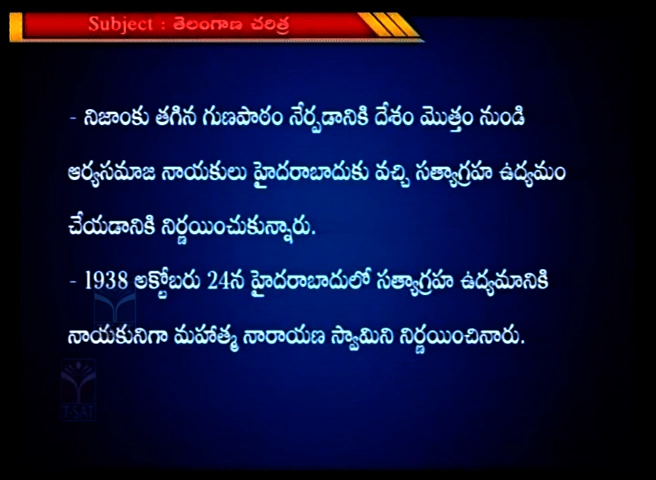 Subject : తెలంగాణ చరిత్ర
- నిజాంకు తగిన గుణపాఠం నేర్పడానికి దేశం మొత్తం నుండి
ఆర్యసమాజ నాయకులు హైదరాబాదుకు వచ్చి సత్యాగ్రహ ఉద్యమం
చేయడానికి నిర్ణయించుకున్నారు.
- 1938 అక్టోబరు 24న హైదరాబాదులో సత్యాగ్రహ ఉద్యమానికి
నాయకునిగా మహాత్మ నారాయణ స్వామిని నిర్ణయించినారు.
T-SAT